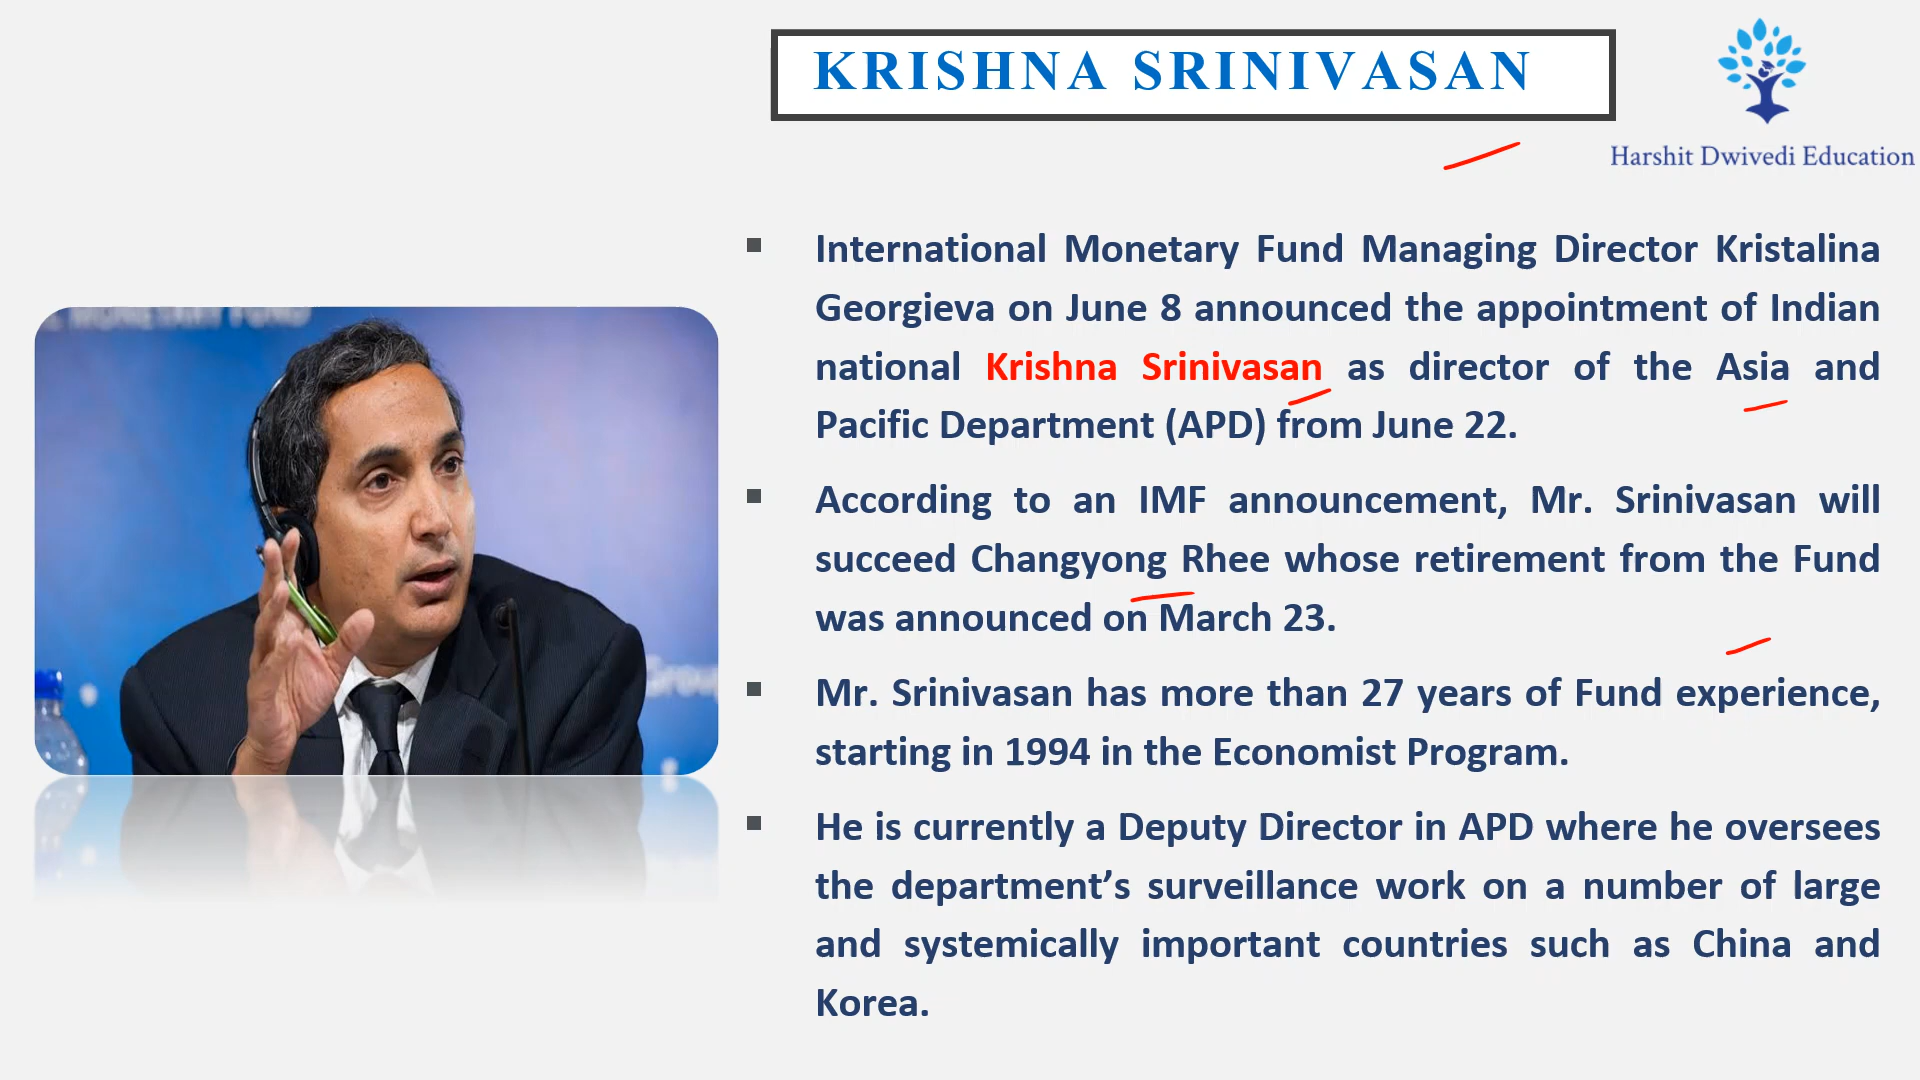 KRISHNA SRINIVASAN
Harshit Dwivedi Education
▪ International Monetary Fund Managing Director Kristalina
Georgieva on June 8 announced the appointment of Indian
national Krishna Srinivasan as director of the Asia and
Pacific Department (APD) from June 22.
▪ According to an IMF announcement, Mr. Srinivasan will
succeed Changyong Rhee whose retirement from the Fund
was announced on March 23.
▪ Mr. Srinivasan has more than 27 years of Fund experience,
starting in 1994 in the Economist Program.
▪ He is currently a Deputy Director in APD where he oversees
the department’s surveillance work on a number of large
and systemically important countries such as China and
Korea.
MONETARY FUND
Grou